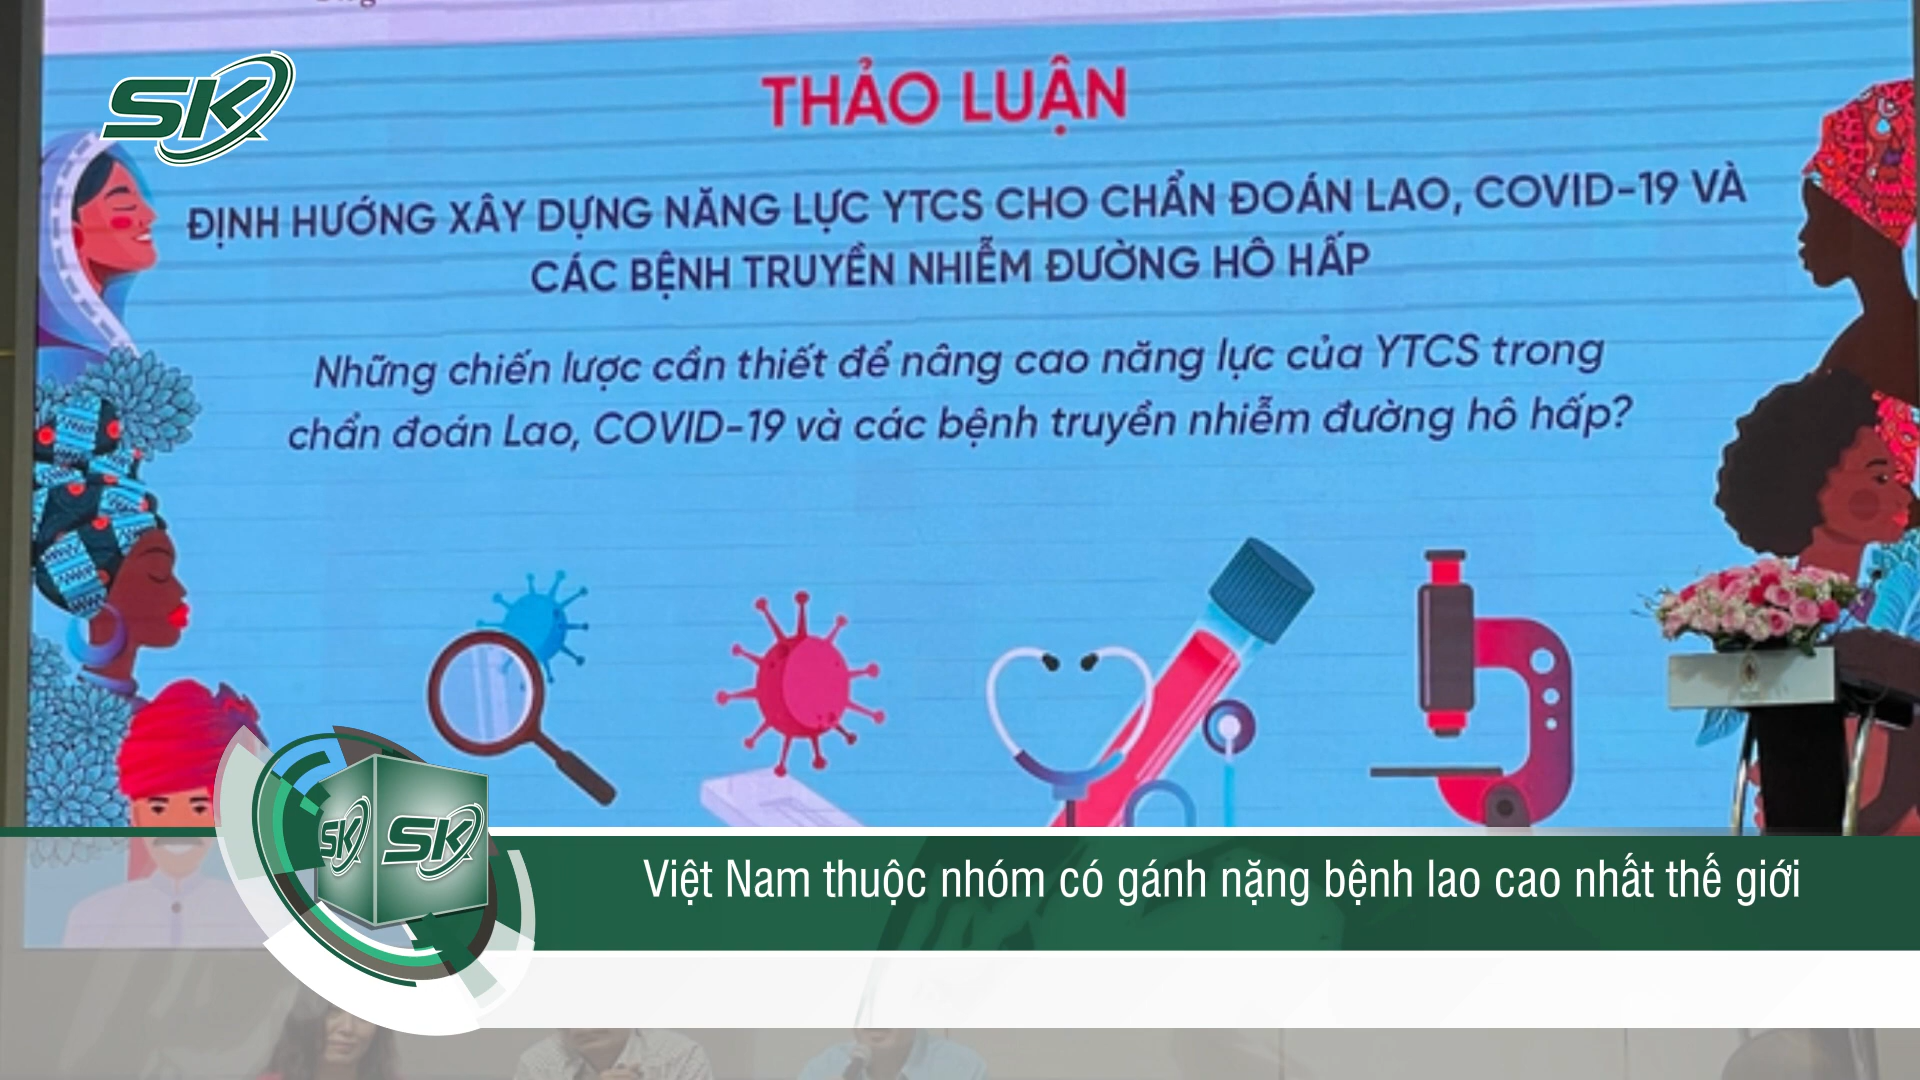 SK
THẢO LUẬN
ĐỊNH HƯỚNG XÂY DỰNG NĂNG LỰC YTCS CHO CHẨN ĐOÁN LAO, COVID-19 VÀ
CÁC BỆNH TRUYỀN NHIỄM ĐƯỜNG HÔ HẤP
Những chiến lược cần thiết để nâng cao năng lực của YTCS trong
chẩn đoán Lao, COVID-19 và các bệnh truyền nhiễm đường hô hấp?
SK SK
Việt Nam thuộc nhóm có gánh nặng bệnh lao cao nhất thế giới